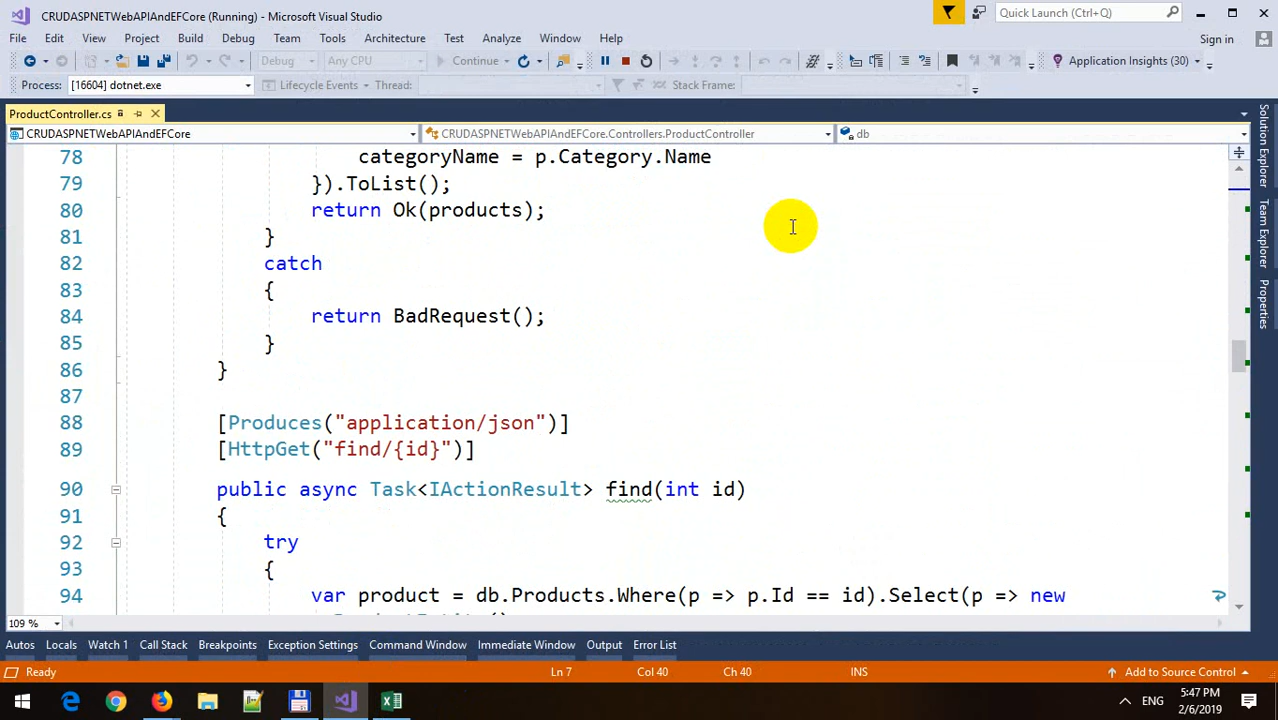 CRUDASPNETWebAPIAndEFCore (Running) - Microsoft Visual Studio
Quick Launch (Ctrl+Q)
File Edit View Project Build Debug Team Tools Architecture Test Analyze Window Help
Sign in
Debug Any CPU Continue Application Insights (30)
Process: [16604] dotnet.exe Lifecycle Events Thread: Stack Frame:
ProductController.cs
CRUDASPNETWebAPIAndEFCore CRUDASPNETWebAPIAndEFCore.Controllers.ProductController db
78 categoryName = p.Category.Name
79 }).ToList();
80 return Ok(products);
81 }
82 catch
83 {
84 return BadRequest();
85 }
86 }
87
88 [Produces("application/json")]
89 [HttpGet("find/{id}")]
90 public async Task<IActionResult> find(int id)
91 {
92 try
93 {
94 var product = db.Products.Where(p => p.Id == id).Select(p => new
Solution Explorer
Team Explorer
Properties
109 %
Autos Locals Watch 1 Call Stack Breakpoints Exception Settings Command Window Immediate Window Output Error List
Ready Ln 7 Col 40 Ch 40 INS Add to Source Control
ENG
5:47 PM
2/6/2019